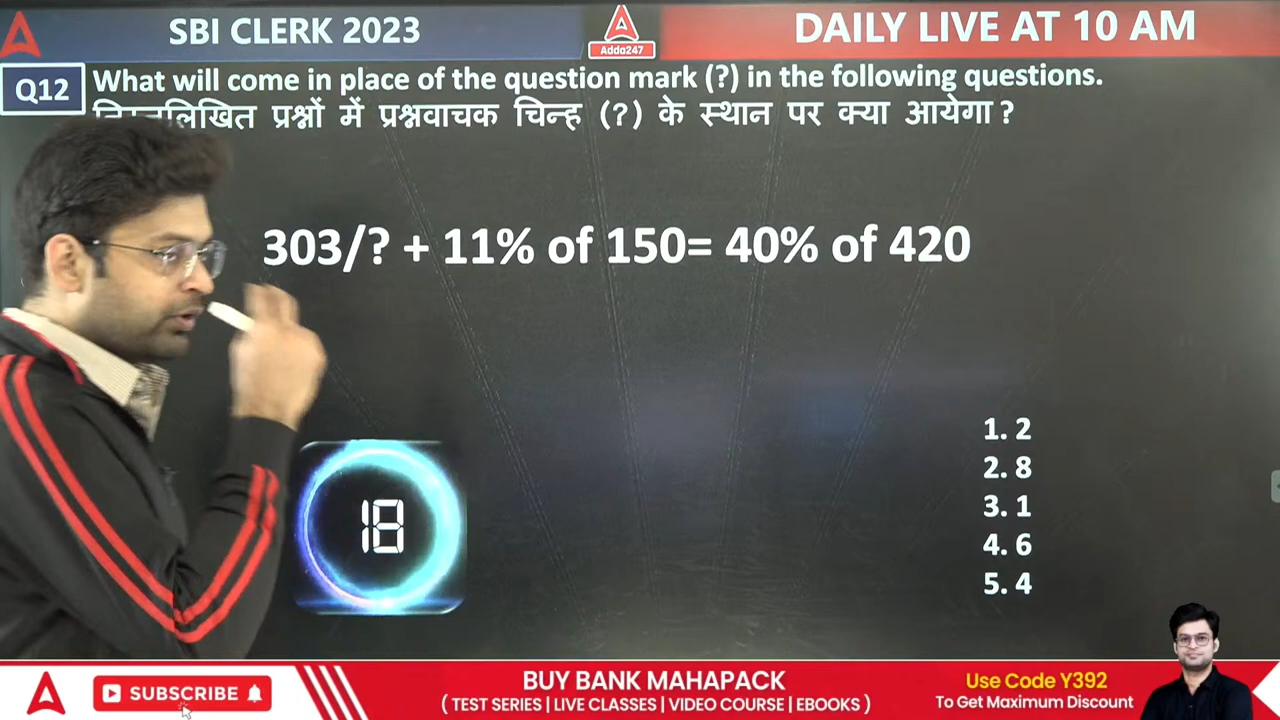 SBI CLERK 2023
Adda247
DAILY LIVE AT 10 AM
Q12
What will come in place of the question mark (?) in the following questions.
निम्नलिखित प्रश्नों में प्रश्नवाचक चिन्ह (?) के स्थान पर क्या आयेगा ?
303/? + 11% of 150= 40% of 420
18
1. 2
2. 8
3. 1
4. 6
5. 4
SUBSCRIBE
BUY BANK MAHAPACK
( TEST SERIES | LIVE CLASSES | VIDEO COURSE | EBOOKS )
Use Code Y392
To Get Maximum Discount